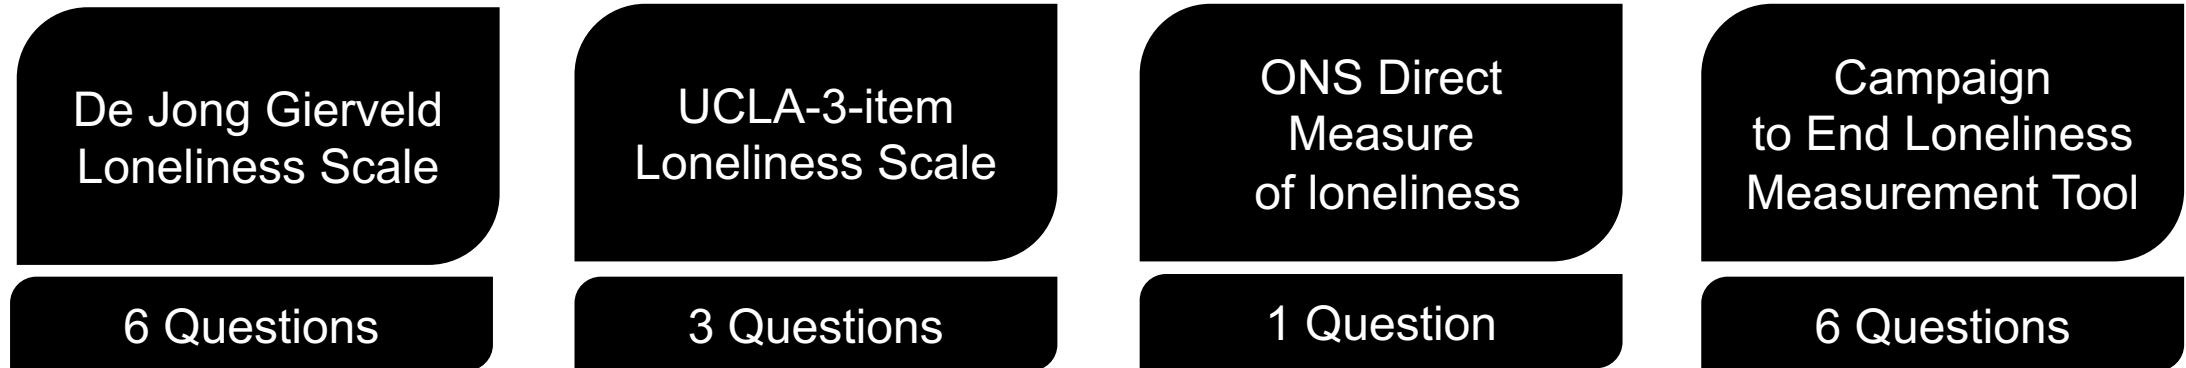 De Jong Gierveld
Loneliness Scale
6 Questions
UCLA-3-item
Loneliness Scale
3 Questions
ONS Direct
Measure
of loneliness
1 Question
Campaign
to End Loneliness
Measurement Tool
6 Questions